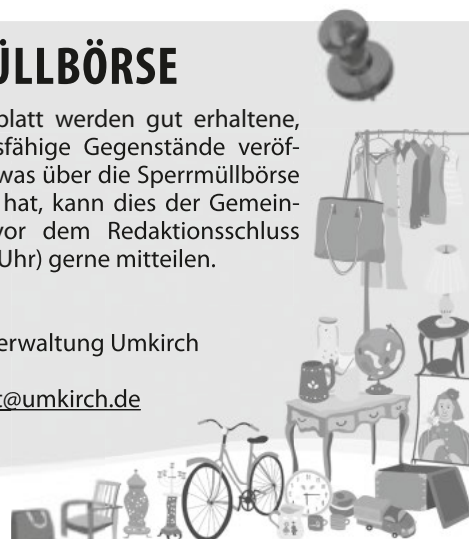 ÜLLBÖRSE
platt werden gut erhaltene,
sfähige Gegenstände veröf-
was über die Sperrmüllbörse
hat, kann dies der Gemein-
vor dem Redaktionsschluss
Uhr) gerne mitteilen.
erwaltung Umkirch
t@umkirch.de